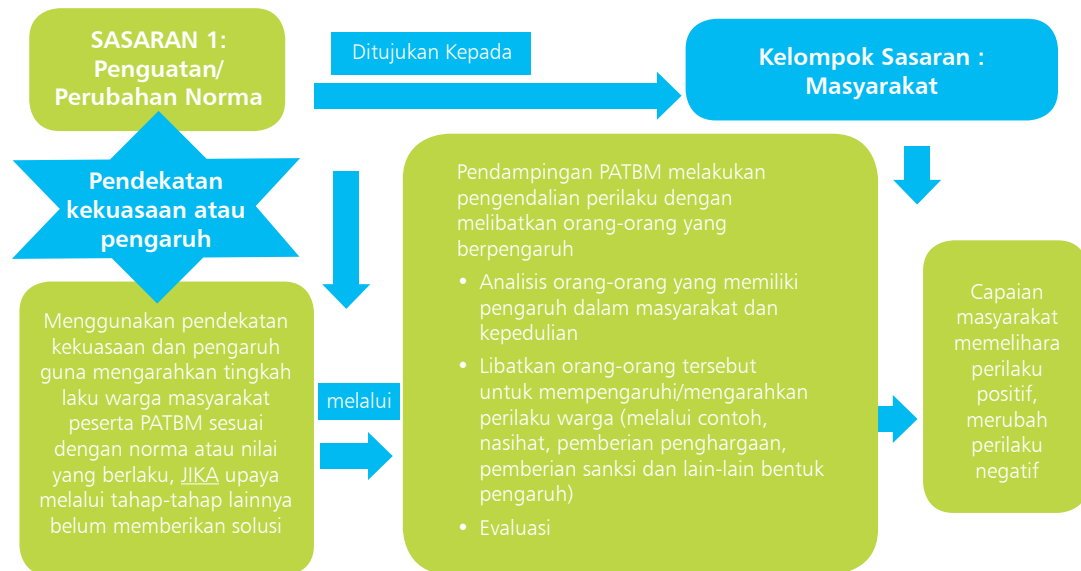 SASARAN 1:
Penguatan/
Perubahan Norma
Ditujukan Kepada
Kelompok Sasaran :
Masyarakat
Pendekatan
kekuasaan atau
pengaruh
Menggunakan pendekatan
kekuasaan dan pengaruh
guna mengarahkan tingkah
laku warga masyarakat
peserta PATBM sesuai
dengan norma atau nilai
yang berlaku, JIKA upaya
melalui tahap-tahap lainnya
belum memberikan solusi
melalui
Pendampingan PATBM melakukan
pengendalian perilaku dengan
melibatkan orang-orang yang
berpengaruh
• Analisis orang-orang yang memiliki
pengaruh dalam masyarakat dan
kepedulian
• Libatkan orang-orang tersebut
untuk mempengaruhi/mengarahkan
perilaku warga (melalui contoh,
nasihat, pemberian penghargaan,
pemberian sanksi dan lain-lain bentuk
pengaruh)
• Evaluasi
Capaian
masyarakat
memelihara
perilaku
positif,
merubah
perilaku
negatif